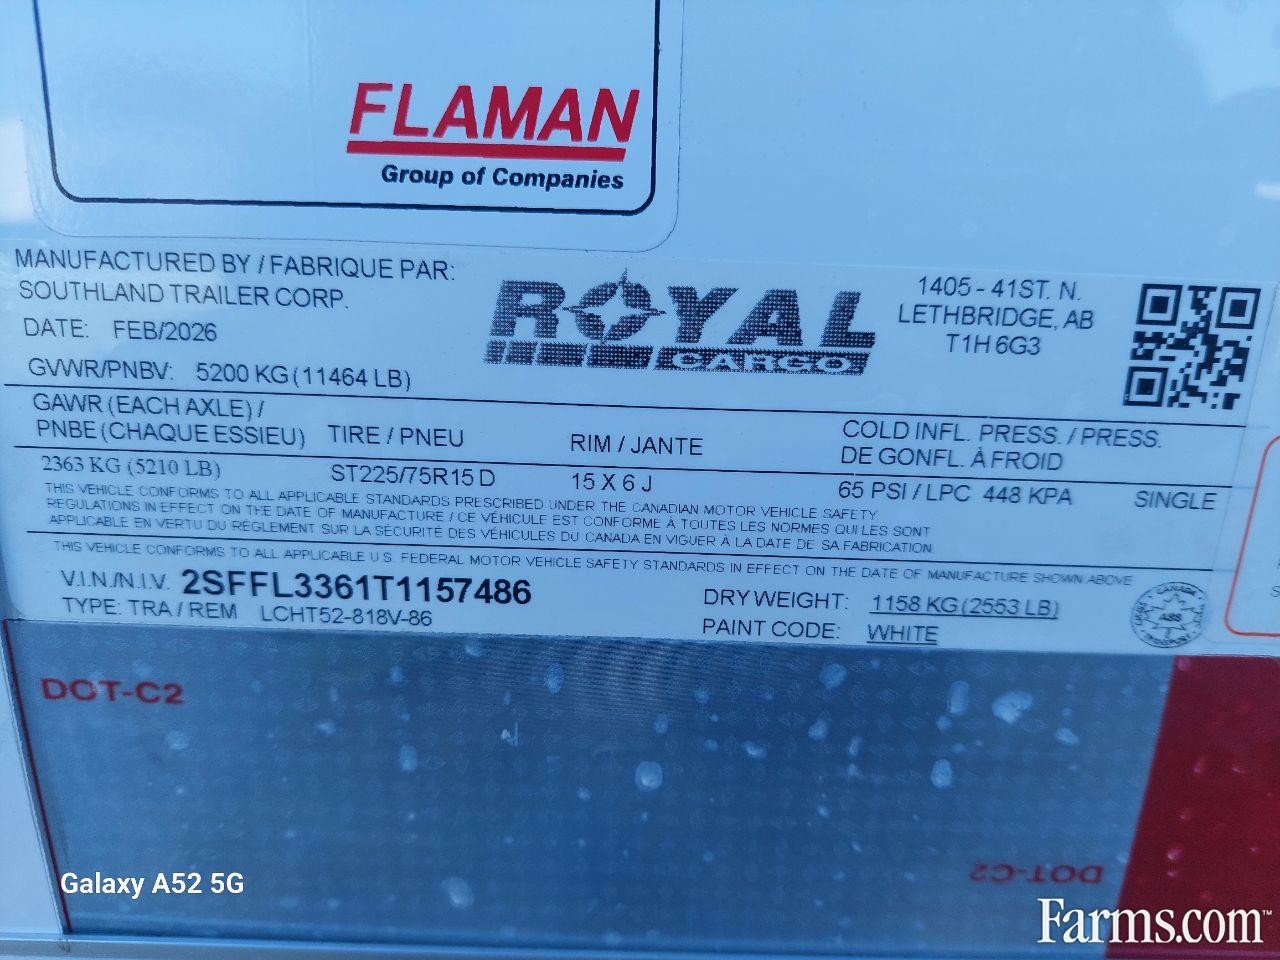 FLAMAN
Group of Companies
MANUFACTURED BY / FABRIQUE PAR:
SOUTHLAND TRAILER CORP.
DATE: FEB/2026
GVWR/PNBV: 5200 KG (11464 LB)
ROYAL
CARGO
1405 - 41ST. N.
LETHBRIDGE, AB
T1H 6G3
GAWR (EACH AXLE) /
PNBE (CHAQUE ESSIEU) TIRE / PNEU RIM / JANTE COLD INFL. PRESS. / PRESS.
DE GONFL. À FROID
2363 KG (5210 LB) ST225/75R15 D 15 X 6 J 65 PSI / LPC 448 KPA SINGLE
THIS VEHICLE CONFORMS TO ALL APPLICABLE STANDARDS PRESCRIBED UNDER THE CANADIAN MOTOR VEHICLE SAFETY
REGULATIONS IN EFFECT ON THE DATE OF MANUFACTURE / CE VÉHICULE EST CONFORME À TOUTES LES NORMES QUI LES SONT
APPLICABLE EN VERTU DU RÉGLEMENT SUR LA SÉCURITÉ DES VÉHICULES DU CANADA EN VIGUER À LA DATE DE SA FABRICATION.
THIS VEHICLE CONFORMS TO ALL APPLICABLE U.S. FEDERAL MOTOR VEHICLE SAFETY STANDARDS IN EFFECT ON THE DATE OF MANUFACTURE SHOWN ABOVE
V.I.N./N.I.V. 2SFFL3361T1157486
TYPE: TRA / REM LCHT52-818V-86
DRY WEIGHT: 1158 KG (2553 LB)
PAINT CODE: WHITE
CANADA
ABS
TRANSPORT
DOT-C2
DOT-C2
Galaxy A52 5G
Farms.com™